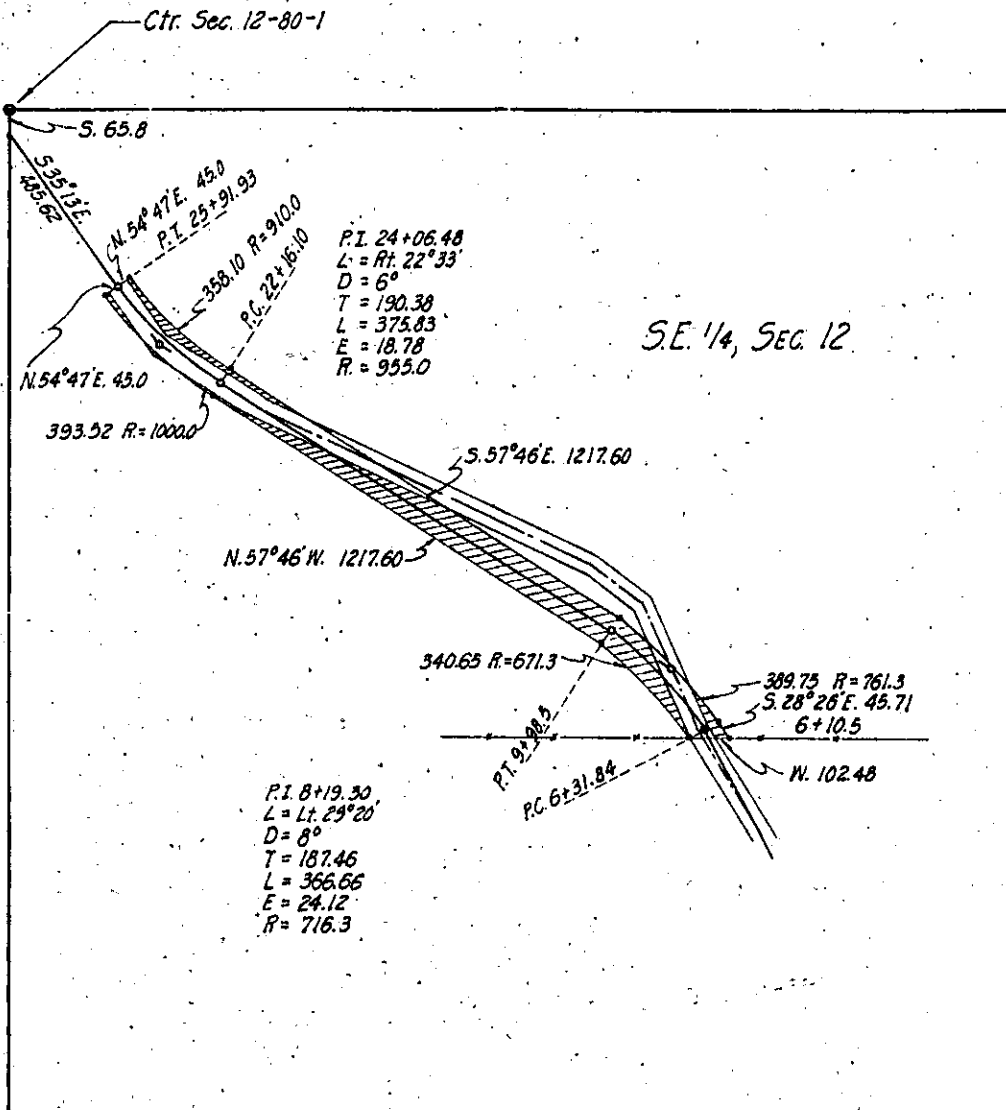 Ctr. Sec. 12-80-1
S. 65.8
S 35° 13' E.
485.62
N. 54° 47' E. 45.0
P.T. 25+91.93
358.10 R=910.0
P.C. 22+16.10
P.I. 24+06.48
L = Rt. 22° 33'
D = 6°
T = 190.38
L = 375.83
E = 18.78
R. = 955.0
S.E. 1/4, SEC. 12
N. 54° 47' E. 45.0
393.52 R.=1000.0
S. 57° 46' E. 1217.60
N. 57° 46' W. 1217.60
340.65 R.=671.3
389.75 R=761.3
S. 28° 26' E. 45.71
6+10.5
P.T. 9+98.5
P.C. 6+31.84
W. 102.48
P.I. 8+19.30
L = Lt. 29° 20'
D = 8°
T = 187.46
L = 366.66
E = 24.12
R = 716.3